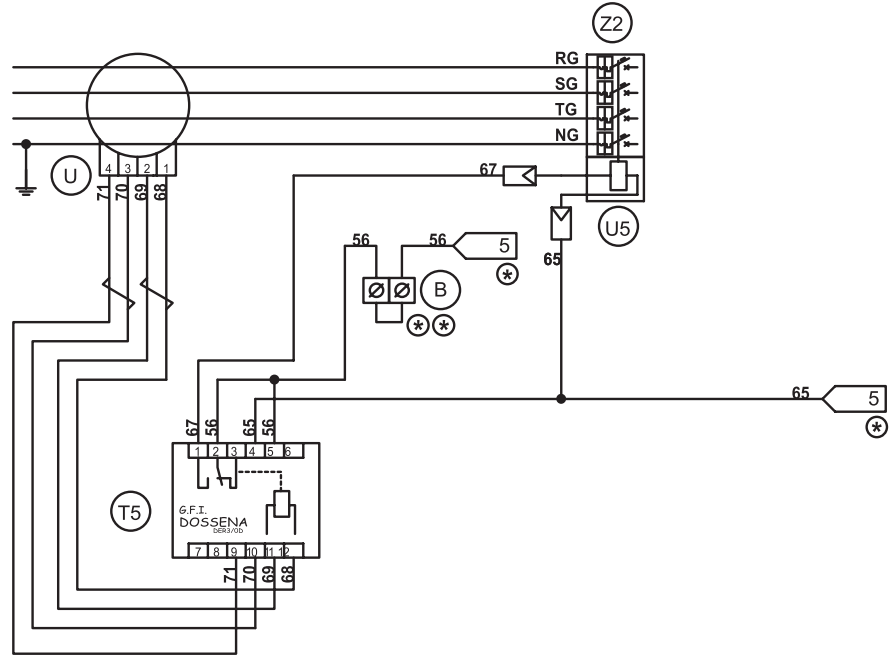 Z2
RG
SG
TG
NG
U
4 3 2 1
71 70 69 68
67
U5
65
56
56
5
*
B
* *
65
5
*
67 56 65 56
1 2 3 4 5 6
T5
G.F.I.
DOSSENA
DER3/0D
7 8 9 10 11 12
71 70 69 68